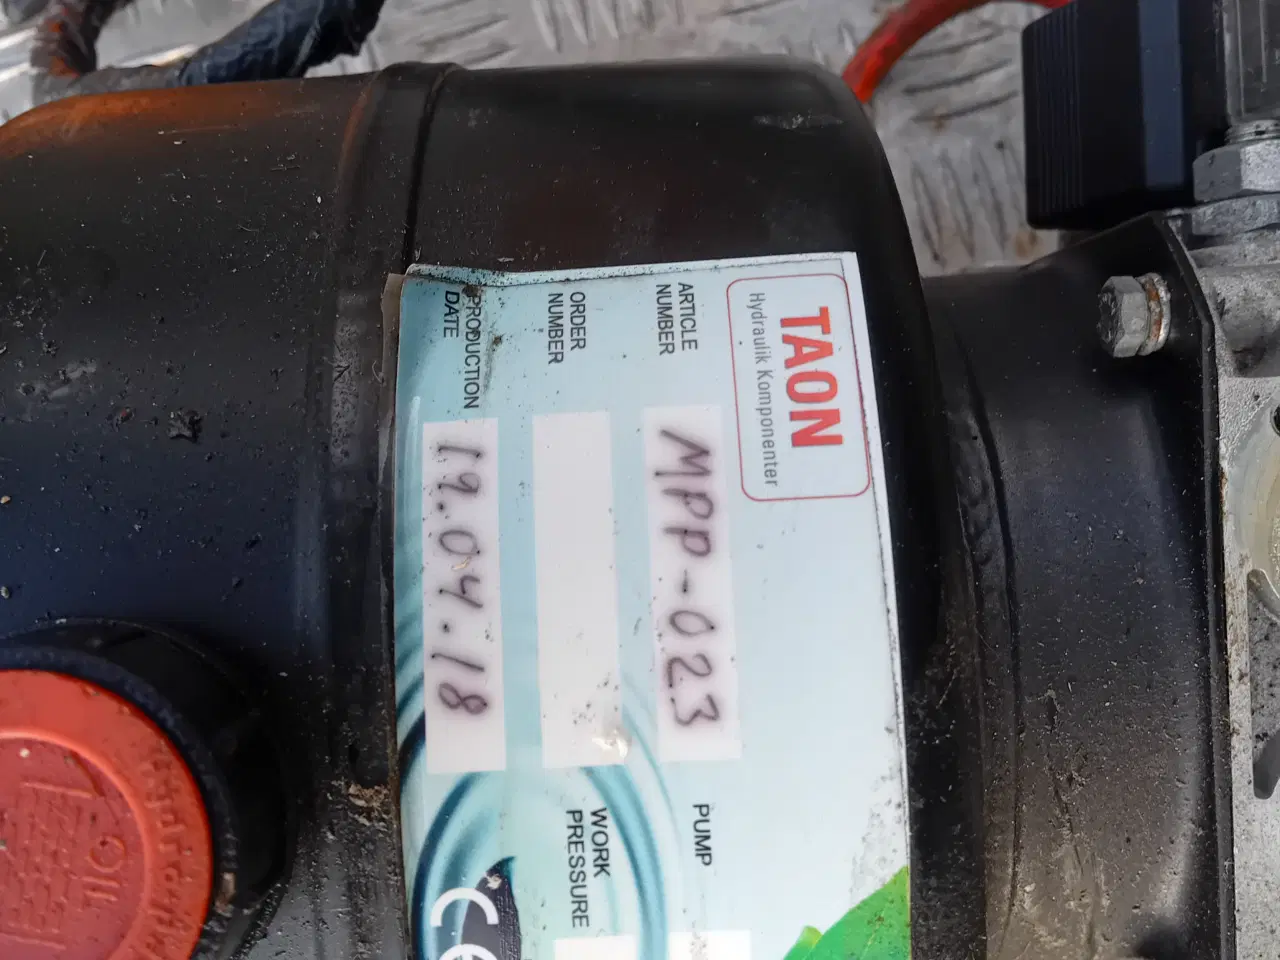 TAON
Hydraulik Komponenter
ARTICLE NUMBER MPP-023
ORDER NUMBER
PRODUCTION DATE 19.04.18
PUMP
WORK PRESSURE
CE
OIL